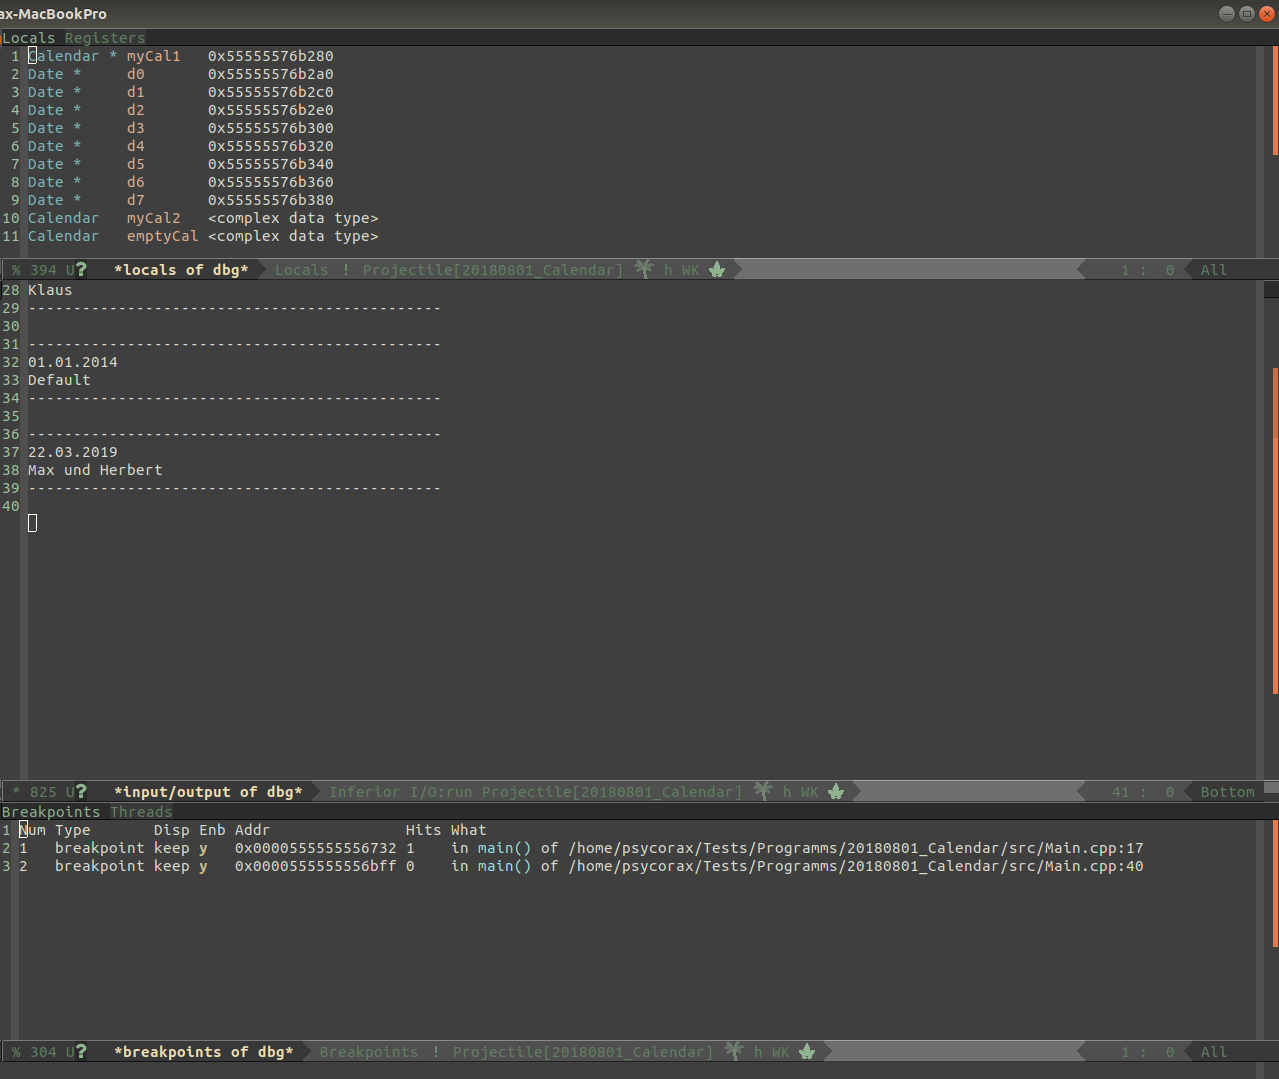 ax-MacBookPro
Locals Registers
1 Calendar * myCal1 0x55555576b280
2 Date * d0 0x55555576b2a0
3 Date * d1 0x55555576b2c0
4 Date * d2 0x55555576b2e0
5 Date * d3 0x55555576b300
6 Date * d4 0x55555576b320
7 Date * d5 0x55555576b340
8 Date * d6 0x55555576b360
9 Date * d7 0x55555576b380
10 Calendar myCal2 <complex data type>
11 Calendar emptyCal <complex data type>
% 394 U? *locals of dbg* Locals ! Projectile[20180801_Calendar] h WK 1 : 0 All
28 Klaus
29 ----------------------------------------------
30
31 ----------------------------------------------
32 01.01.2014
33 Default
34 ----------------------------------------------
35
36 ----------------------------------------------
37 22.03.2019
38 Max und Herbert
39 ----------------------------------------------
40
* 825 U? *input/output of dbg* Inferior I/O:run Projectile[20180801_Calendar] h WK 41 : 0 Bottom
Breakpoints Threads
1 Num Type Disp Enb Addr Hits What
2 1 breakpoint keep y 0x0000555555556732 1 in main() of /home/psycorax/Tests/Programms/20180801_Calendar/src/Main.cpp:17
3 2 breakpoint keep y 0x0000555555556bff 0 in main() of /home/psycorax/Tests/Programms/20180801_Calendar/src/Main.cpp:40
% 304 U? *breakpoints of dbg* Breakpoints ! Projectile[20180801_Calendar] h WK 1 : 0 All